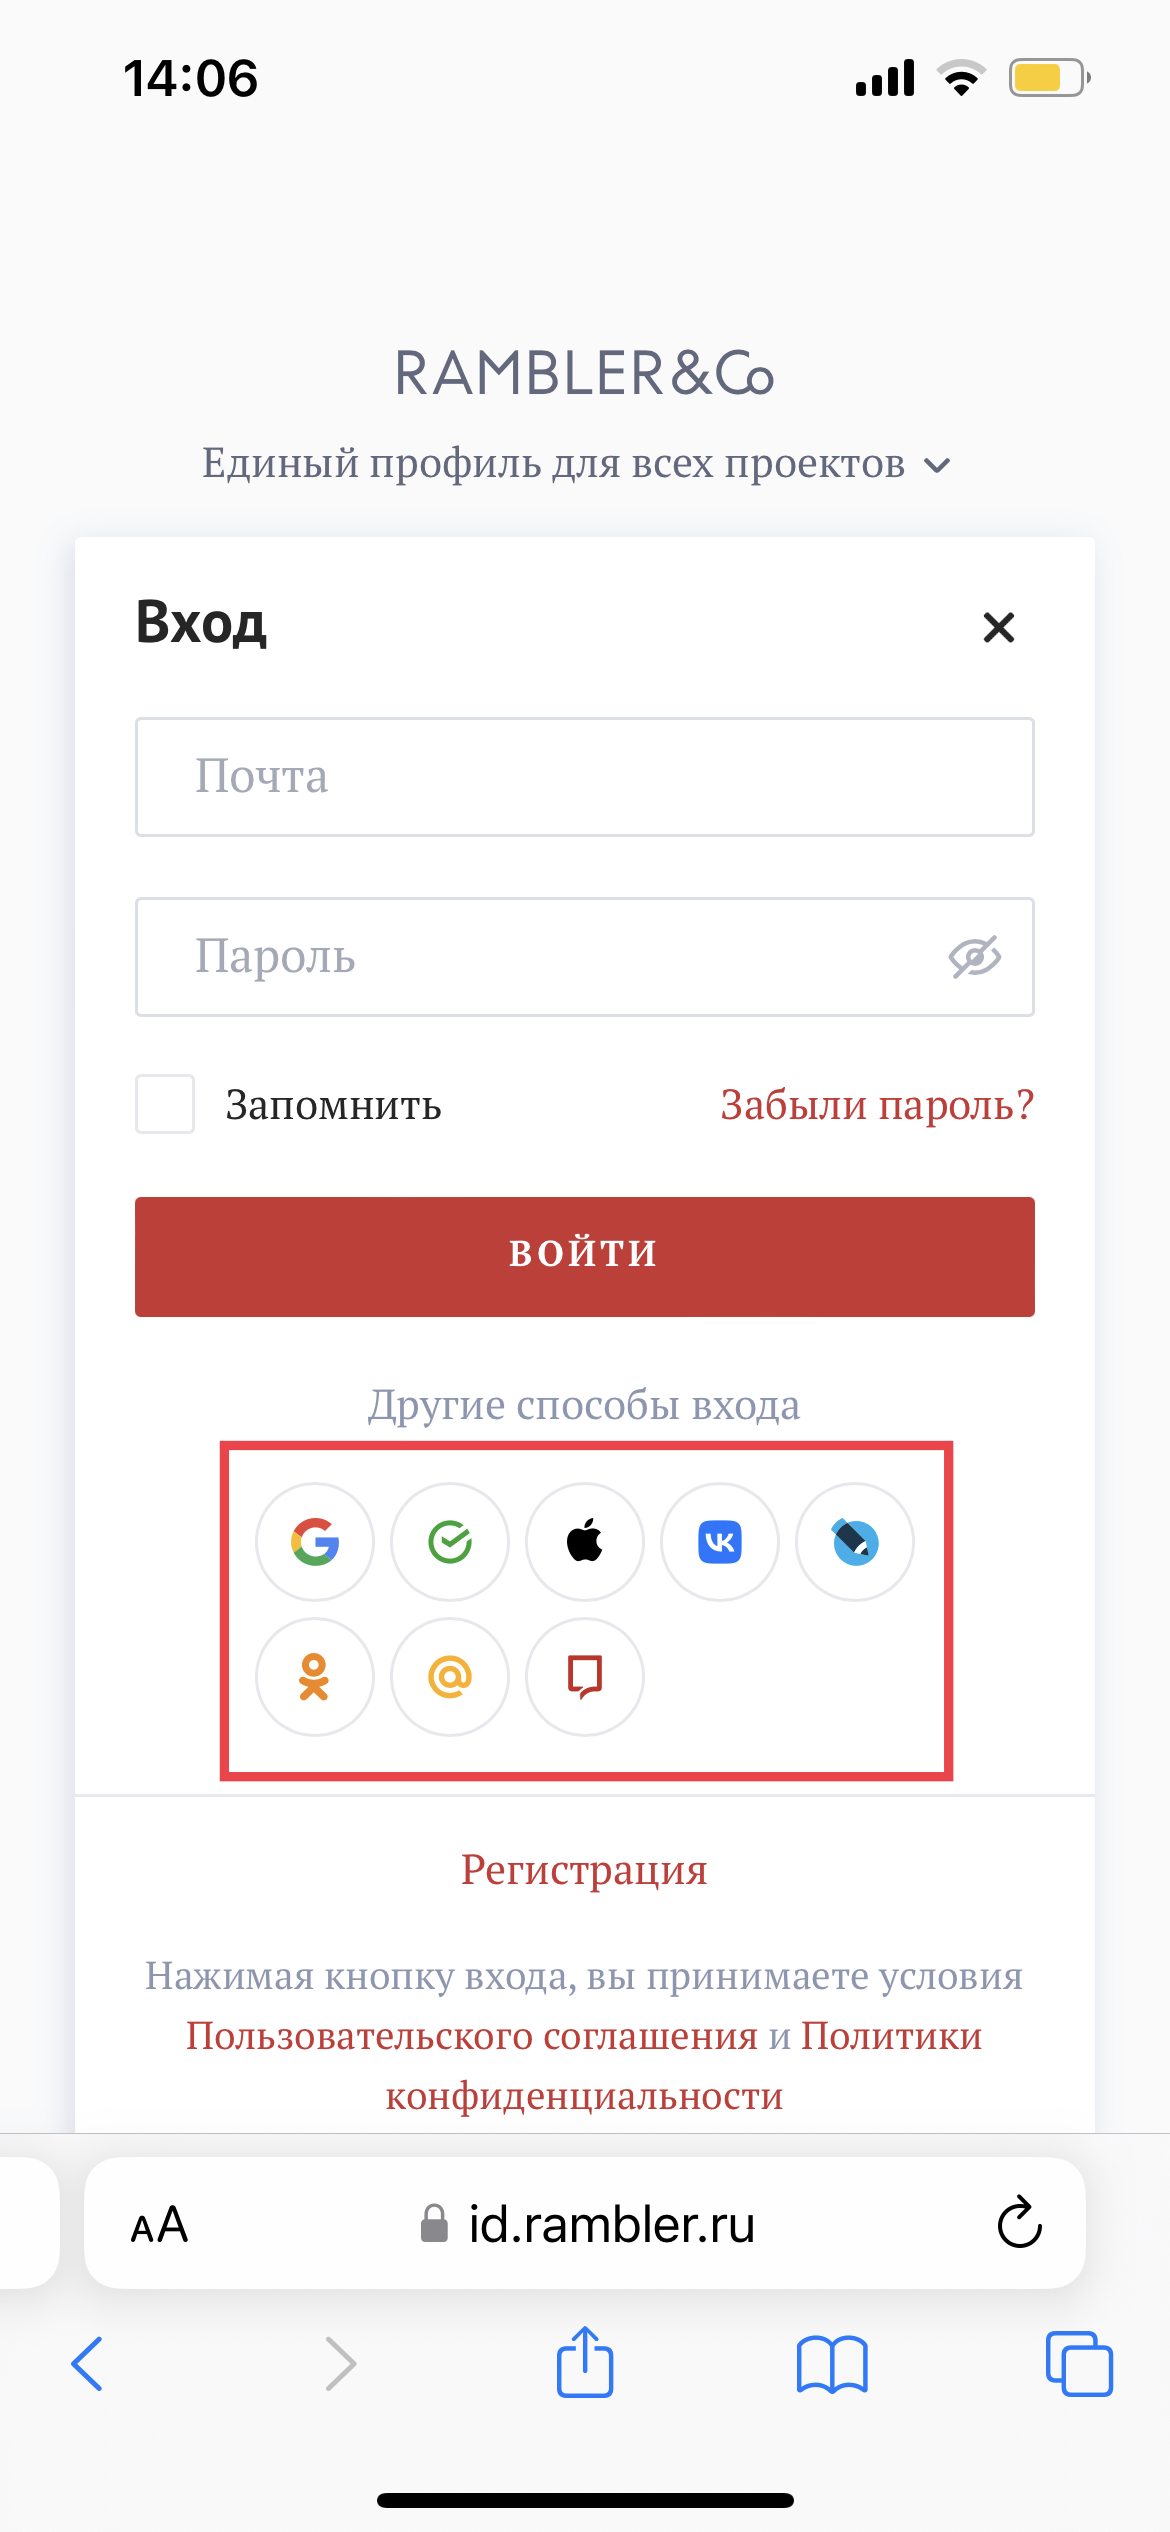 14:06
RAMBLER&Co
Единый профиль для всех проектов
Вход
Почта
Пароль
Запомнить
Забыли пароль?
ВОЙТИ
Другие способы входа
Регистрация
Нажимая кнопку входа, вы принимаете условия
Пользовательского соглашения и Политики
конфиденциальности
AA
id.rambler.ru